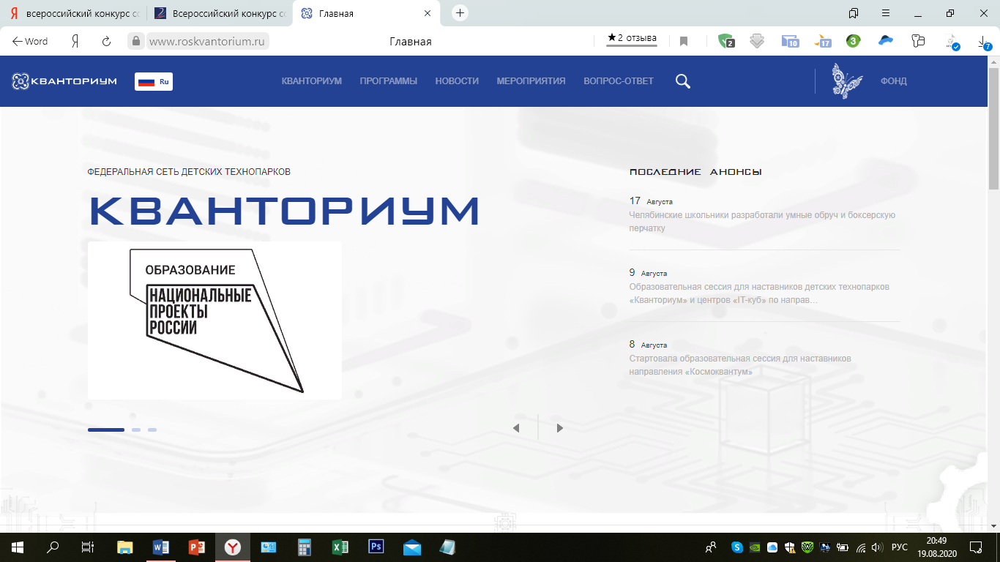 всероссийский конкурс со
Всероссийский конкурс со
Главная
Word
www.roskvantorium.ru
Главная
★2 отзыва
2
10
17
3
7
КВАНТОРИУМ
Ru
КВАНТОРИУМ
ПРОГРАММЫ
НОВОСТИ
МЕРОПРИЯТИЯ
ВОПРОС-ОТВЕТ
ФОНД
ФЕДЕРАЛЬНАЯ СЕТЬ ДЕТСКИХ ТЕХНОПАРКОВ
КВАНТОРИУМ
ОБРАЗОВАНИЕ
НАЦИОНАЛЬНЫЕ
ПРОЕКТЫ
РОССИИ
ПОСЛЕДНИЕ АНОНСЫ
17 Августа
Челябинские школьники разработали умные обруч и боксерскую
перчатку
9 Августа
Образовательная сессия для наставников детских технопарков
«Кванториум» и центров «IT-куб» по направ...
8 Августа
Стартовала образовательная сессия для наставников
направления «Космоквантум»
РУС
20:49
19.08.2020